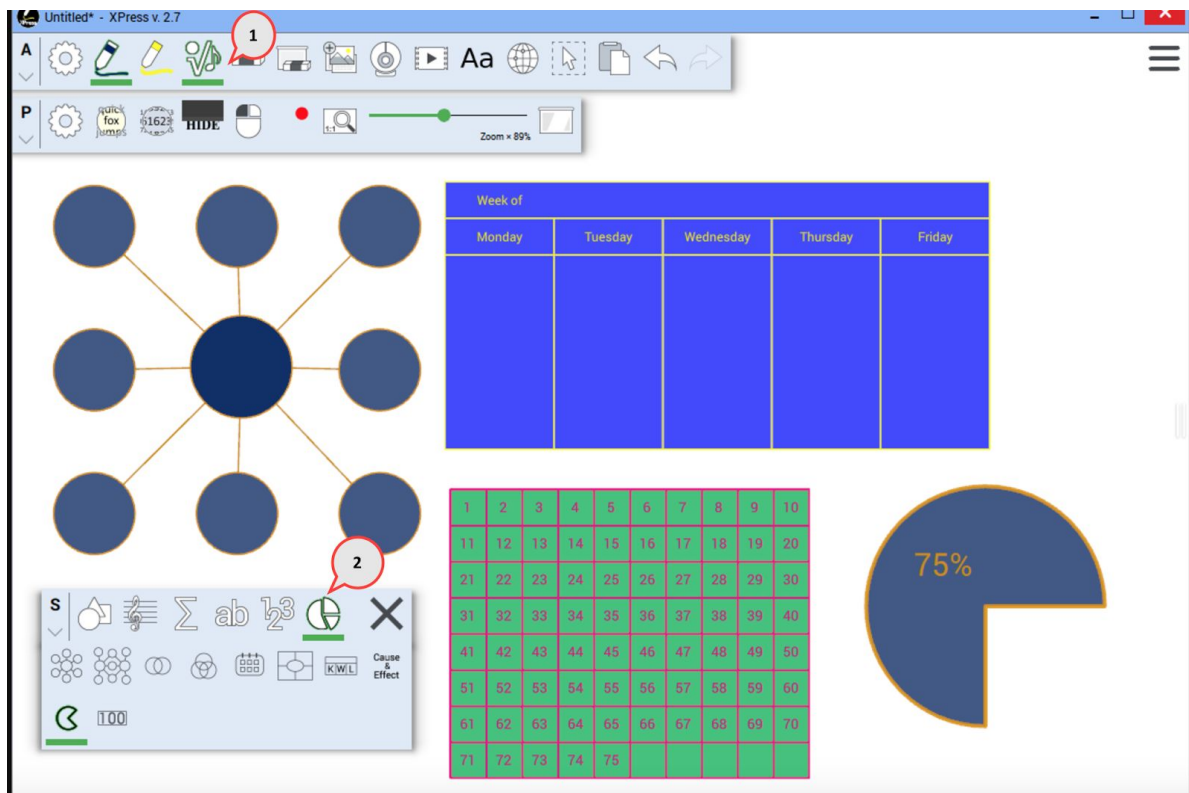 Untitled* - XPress v. 2.7
1
A
Aa
P
quick
fox
jumps
61623
HIDE
1:1
Zoom × 89%
Week of
Monday Tuesday Wednesday Thursday Friday
1 2 3 4 5 6 7 8 9 10
11 12 13 14 15 16 17 18 19 20
21 22 23 24 25 26 27 28 29 30
31 32 33 34 35 36 37 38 39 40
41 42 43 44 45 46 47 48 49 50
51 52 53 54 55 56 57 58 59 60
61 62 63 64 65 66 67 68 69 70
71 72 73 74 75
75%
2
S
Σ ab 123
KWL
Cause
&
Effect
100